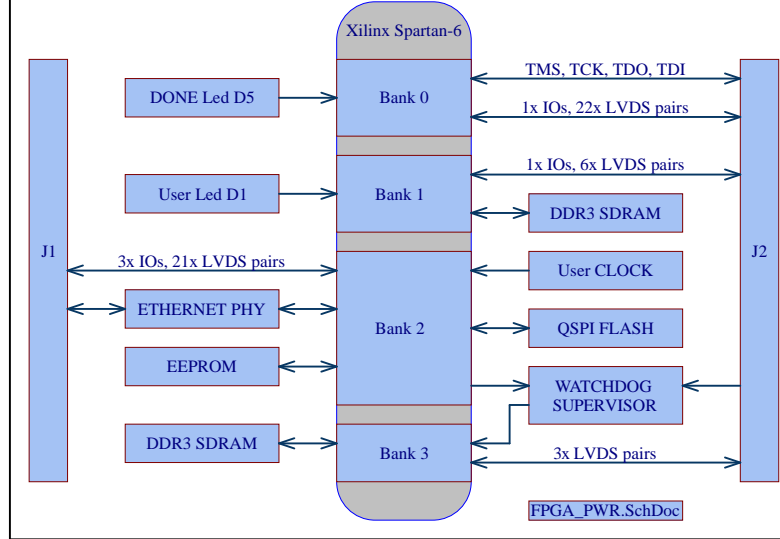 Xilinx Spartan-6
TMS, TCK, TDO, TDI
DONE Led D5
Bank 0
1x IOs, 22x LVDS pairs
1x IOs, 6x LVDS pairs
User Led D1
Bank 1
DDR3 SDRAM
J1
J2
3x IOs, 21x LVDS pairs
User CLOCK
ETHERNET PHY
Bank 2
QSPI FLASH
EEPROM
WATCHDOG
SUPERVISOR
DDR3 SDRAM
Bank 3
3x LVDS pairs
FPGA_PWR.SchDoc